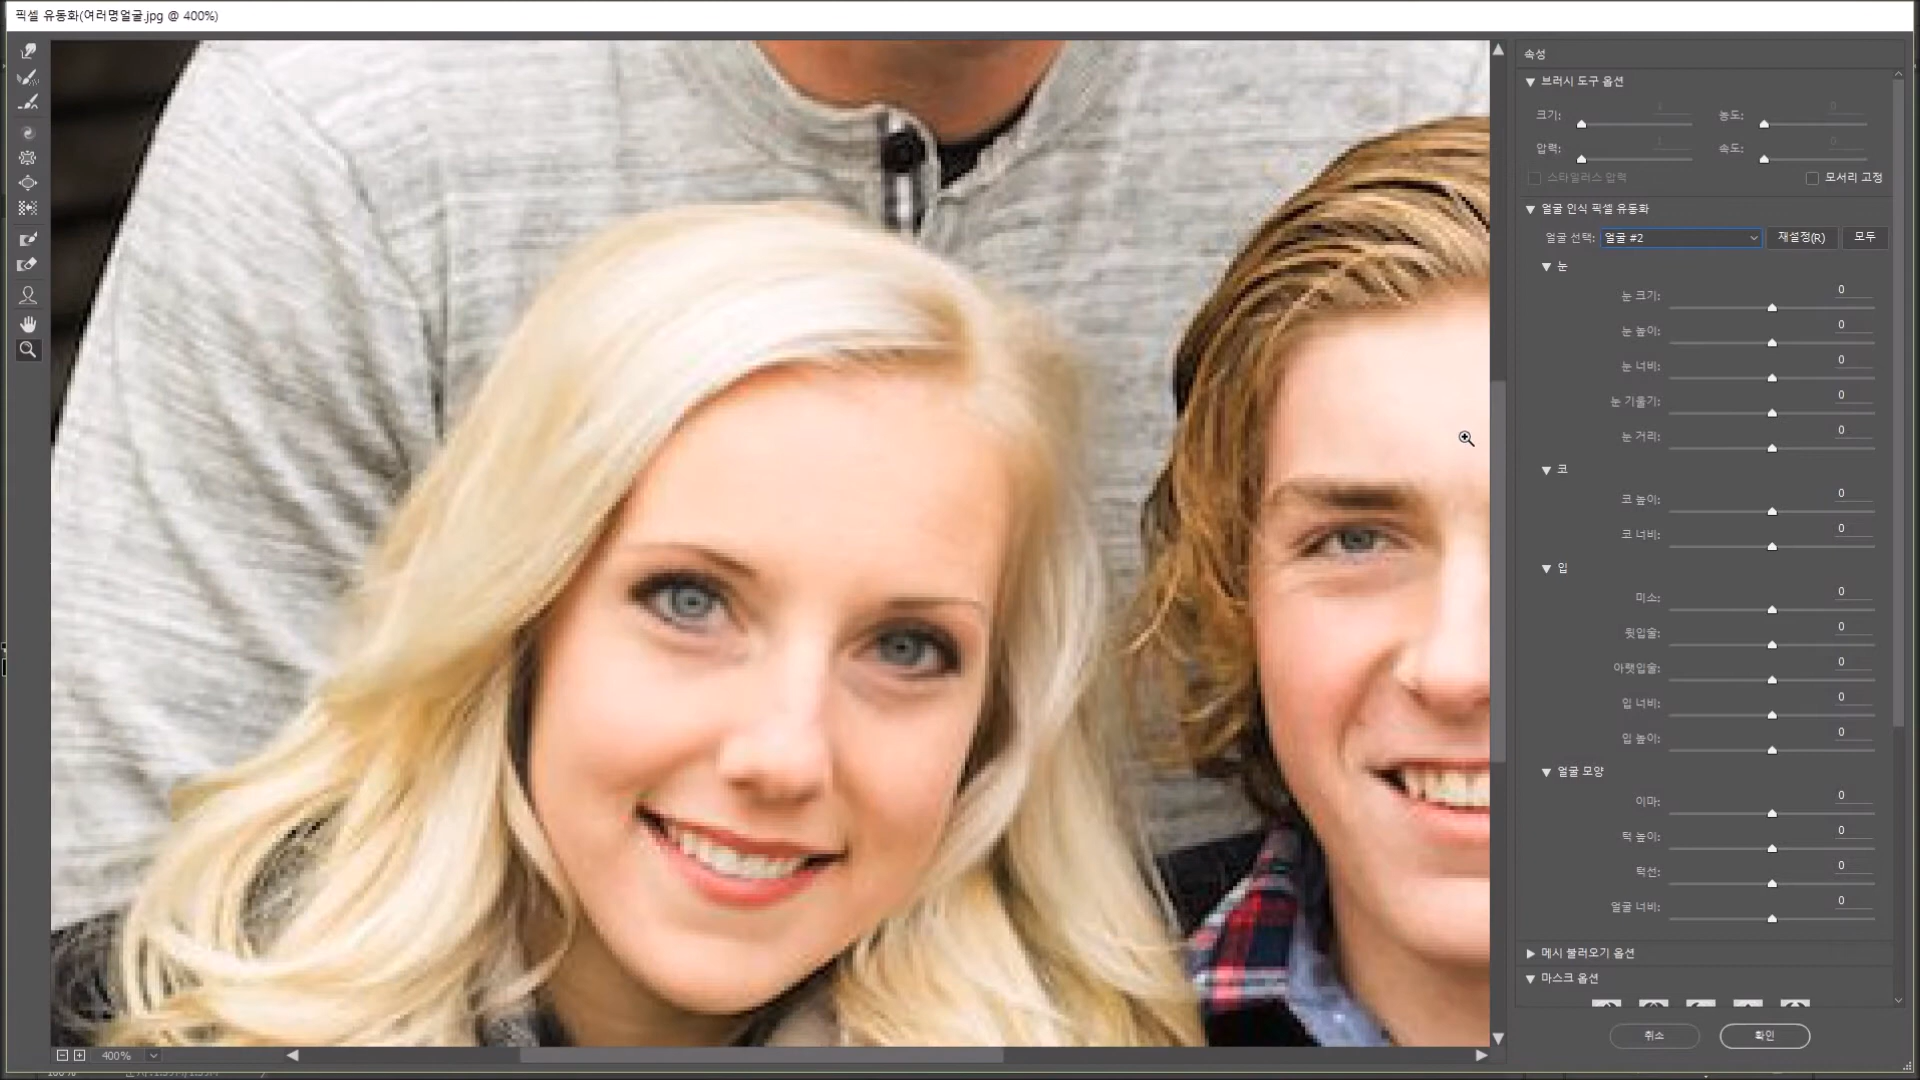 픽셀 유동화(여러명얼굴.jpg @ 400%)
속성
브러시 도구 옵션
크기:
농도: 0
압력: 1
속도: 0
스타일러스 압력
모서리 고정
얼굴 인식 픽셀 유동화
얼굴 선택: 얼굴 #2 재설정(R) 모두
눈
눈 크기: 0
눈 높이: 0
눈 너비: 0
눈 기울기: 0
눈 거리: 0
코
코 높이: 0
코 너비: 0
입
미소: 0
윗입술: 0
아랫입술: 0
입 너비: 0
입 높이: 0
얼굴 모양
이마: 0
턱 높이: 0
턱선: 0
얼굴 너비: 0
메시 불러오기 옵션
마스크 옵션
취소 확인
400%